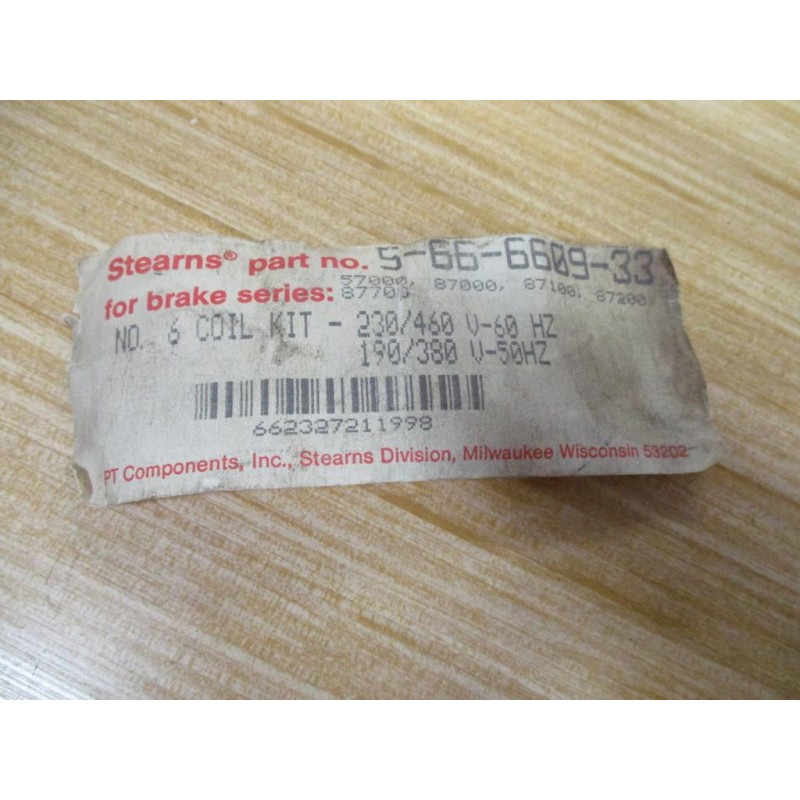 Stearns® part no. 5-66-6609-33
for brake series: 57000, 87000, 87100, 87200,
87700
NO. 6 COIL KIT - 230/460 V-60 HZ
190/380 V-50HZ
662327211998
PT Components, Inc., Stearns Division, Milwaukee Wisconsin 53202